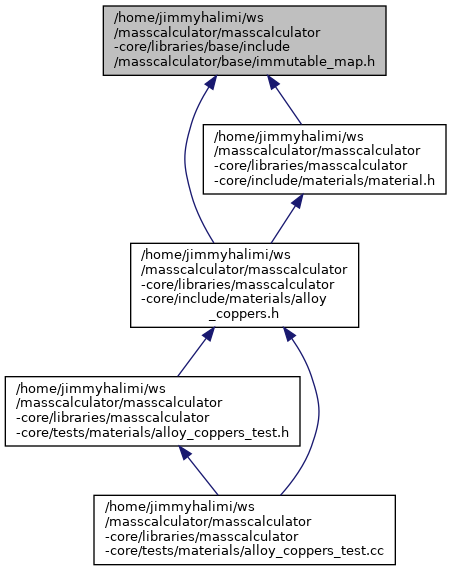 /home/jimmyhalimi/ws
/masscalculator/masscalculator
-core/libraries/base/include
/masscalculator/base/immutable_map.h
/home/jimmyhalimi/ws
/masscalculator/masscalculator
-core/libraries/masscalculator
-core/include/materials/material.h
/home/jimmyhalimi/ws
/masscalculator/masscalculator
-core/libraries/masscalculator
-core/include/materials/alloy
_coppers.h
/home/jimmyhalimi/ws
/masscalculator/masscalculator
-core/libraries/masscalculator
-core/tests/materials/alloy_coppers_test.h
/home/jimmyhalimi/ws
/masscalculator/masscalculator
-core/libraries/masscalculator
-core/tests/materials/alloy_coppers_test.cc